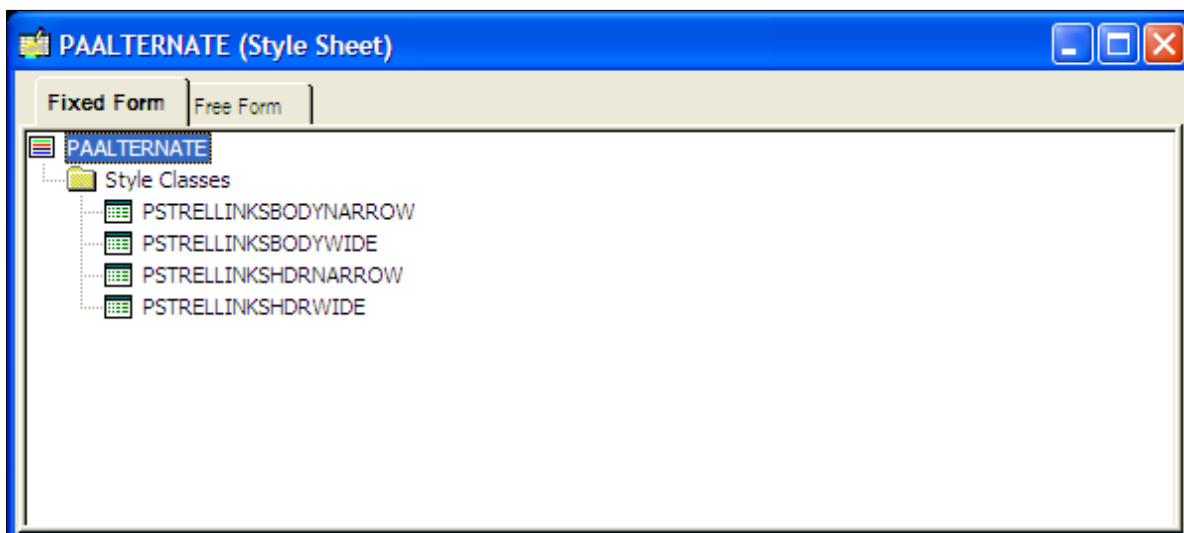 PAALTERNATE (Style Sheet)
Fixed Form Free Form
PAALTERNATE
Style Classes
PSTRELLINKSBODYNARROW
PSTRELLINKSBODYWIDE
PSTRELLINKSHDRNARROW
PSTRELLINKSHDRWIDE